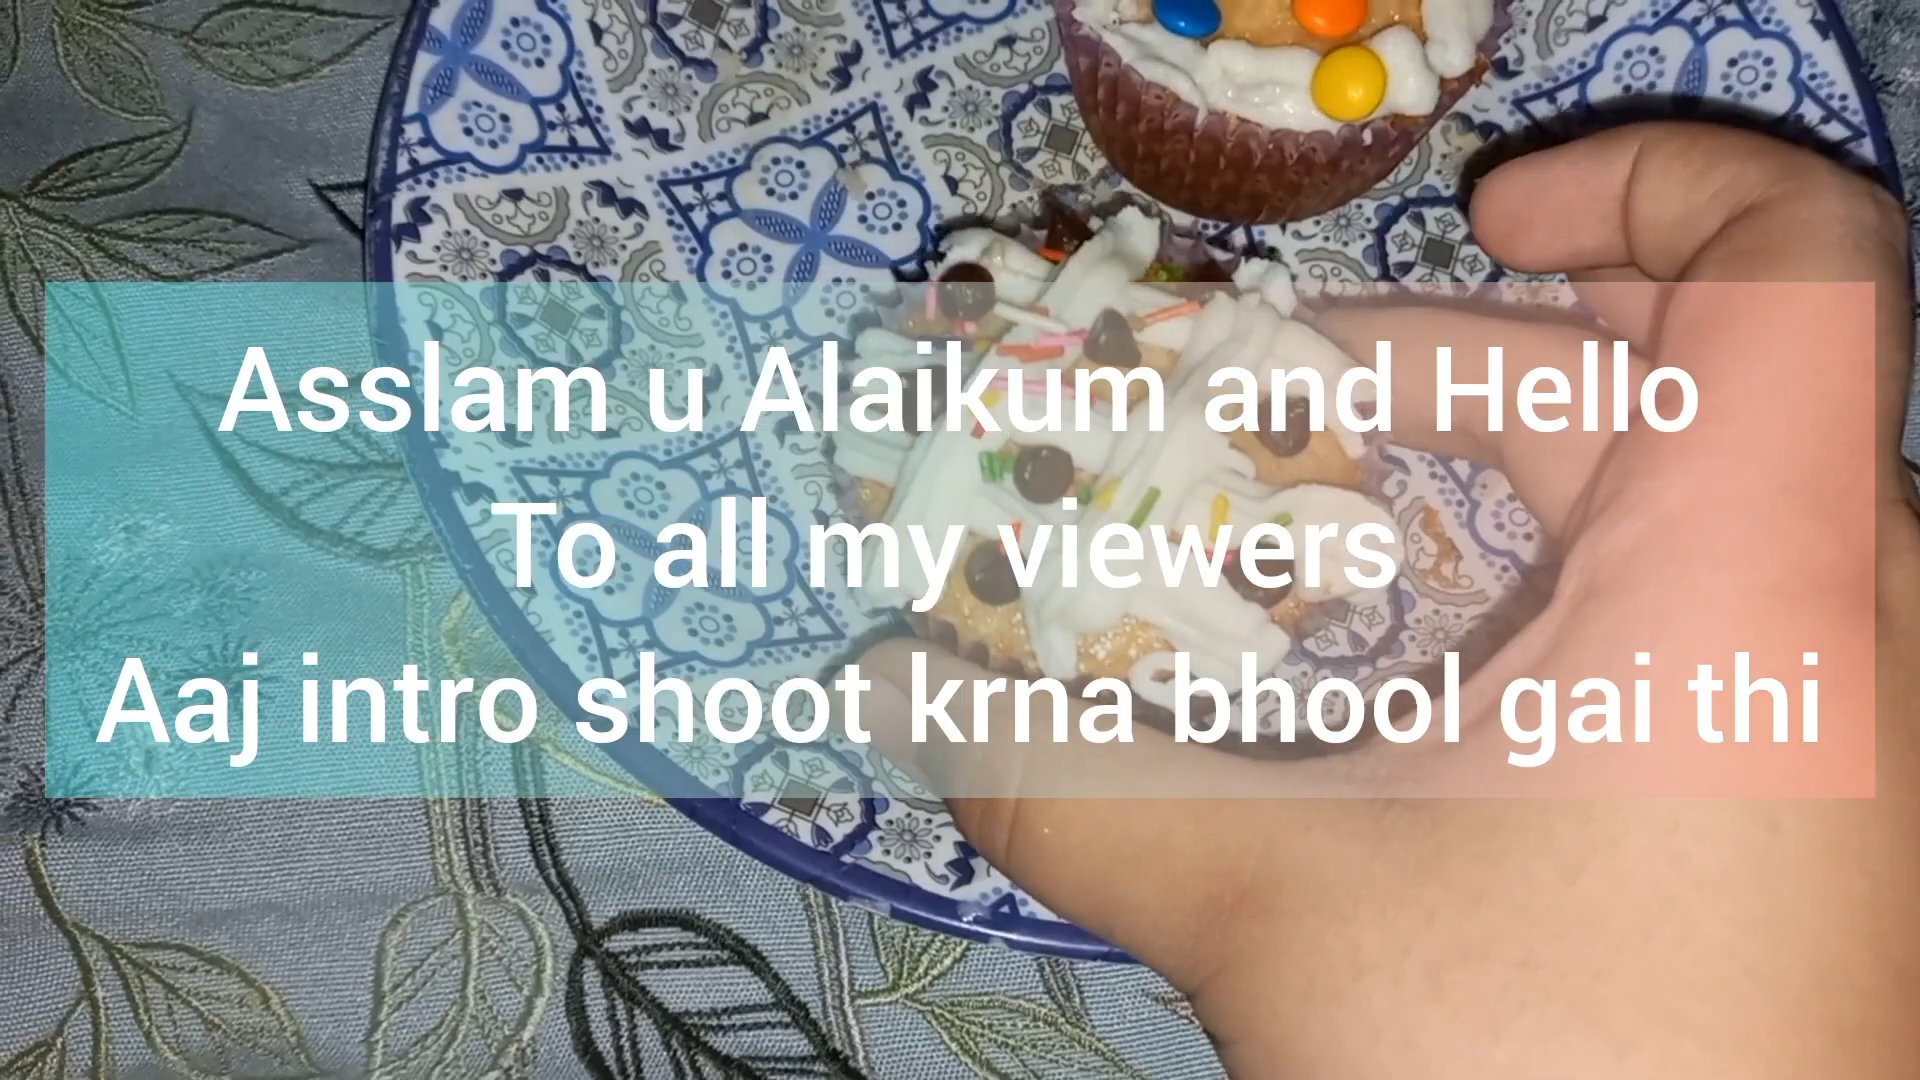 Asslam u Alaikum and Hello
To all my viewers
Aaj intro shoot krna bhool gai thi